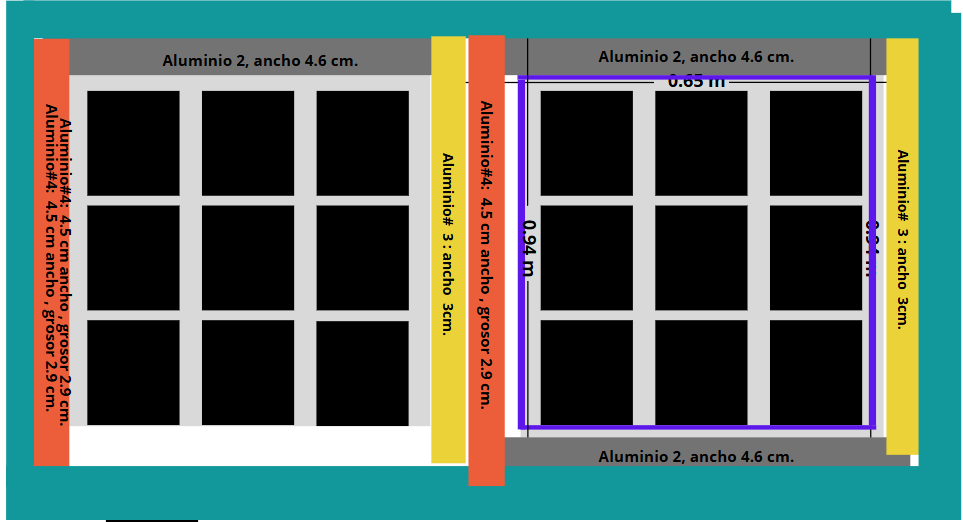 Aluminio 2, ancho 4.6 cm.
Aluminio 2, ancho 4.6 cm.
0.65 m
Aluminio#4: 4.5 cm ancho , grosor 2.9 cm.
Aluminio#4: 4.5 cm ancho , grosor 2.9 cm.
Aluminio# 3 : ancho 3cm.
Aluminio#4: 4.5 cm ancho , grosor 2.9 cm.
0.94 m
0.94 m
Aluminio# 3 : ancho 3cm.
Aluminio 2, ancho 4.6 cm.